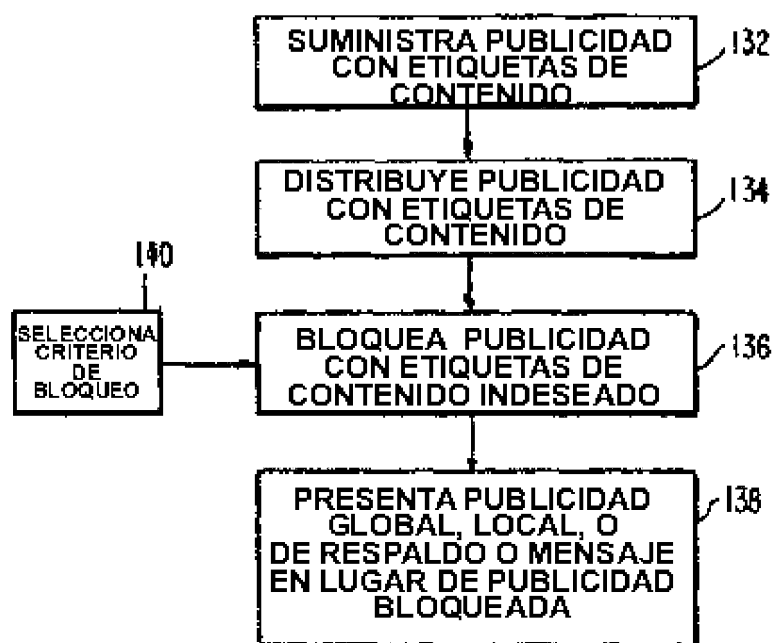 SUMINISTRA PUBLICIDAD
CON ETIQUETAS DE
CONTENIDO
132
DISTRIBUYE PUBLICIDAD
CON ETIQUETAS DE
CONTENIDO
134
140
SELECCIONA
CRITERIO
DE
BLOQUEO
BLOQUEA PUBLICIDAD
CON ETIQUETAS DE
CONTENIDO INDESEADO
136
PRESENTA PUBLICIDAD
GLOBAL, LOCAL, O
DE RESPALDO O MENSAJE
EN LUGAR DE PUBLICIDAD
BLOQUEADA
138